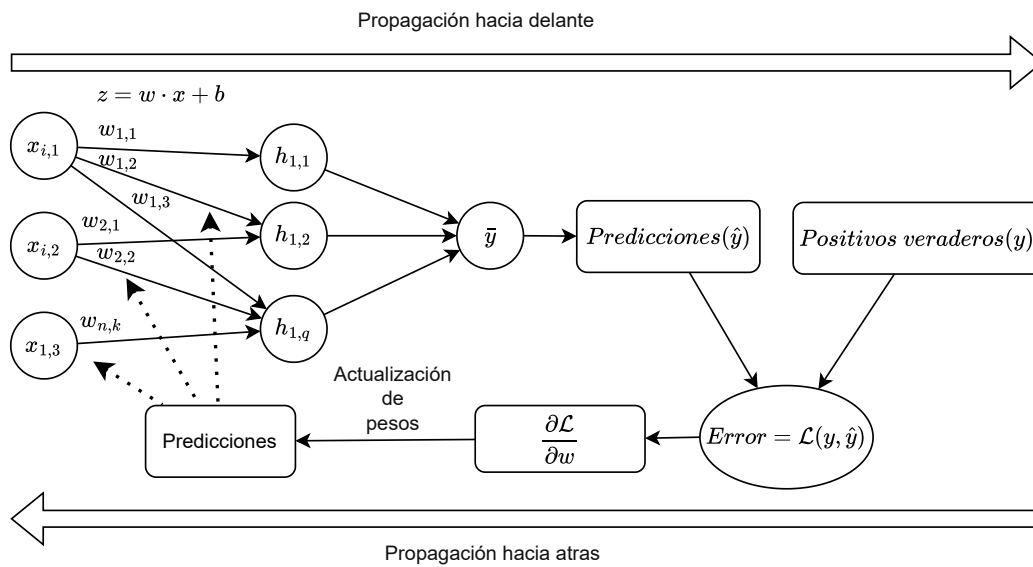 Propagación hacia delante
z = w · x + b
x_{i,1}
w_{1,1}
w_{1,2}
w_{1,3}
h_{1,1}
x_{i,2}
w_{2,1}
w_{2,2}
h_{1,2}
ȳ
Predicciones(ŷ)
Positivos veraderos(y)
x_{1,3}
w_{n,k}
h_{1,q}
Actualización
de
pesos
Predicciones
∂ℒ
∂w
Error = ℒ(y, ŷ)
Propagación hacia atras